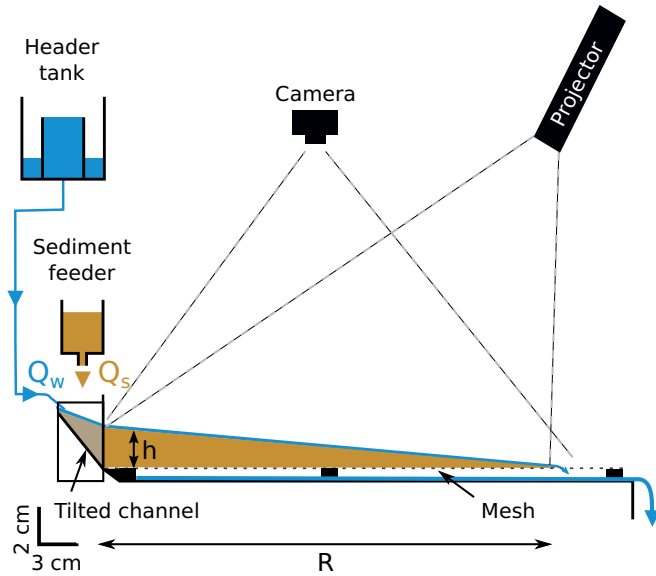 Header
tank
Camera
Projector
Sediment
feeder
Qw
Qs
h
Tilted channel
Mesh
2 cm
3 cm
R